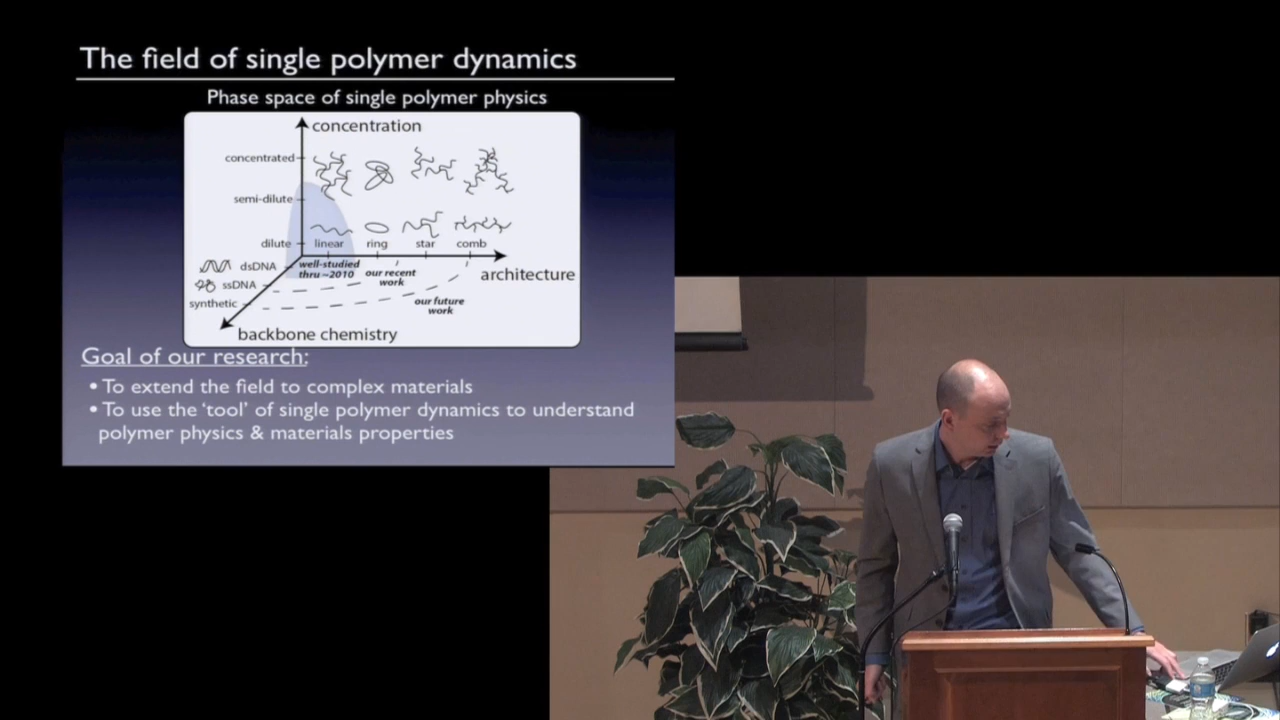 The field of single polymer dynamics
Phase space of single polymer physics
concentration
concentrated
semi-dilute
dilute
linear ring star comb
dsDNA
well-studied
thru ~2010
our recent
work
architecture
ssDNA
synthetic
our future
work
backbone chemistry
Goal of our research:
• To extend the field to complex materials
• To use the 'tool' of single polymer dynamics to understand
polymer physics & materials properties